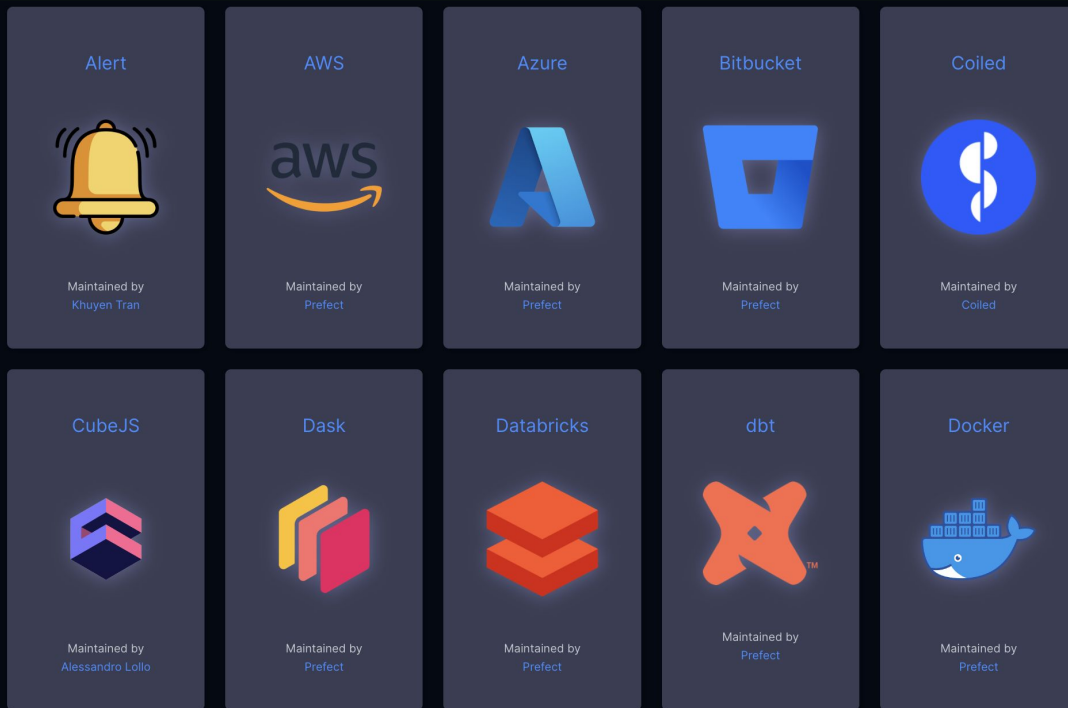 Alert
AWS
Azure
Bitbucket
Coiled
aws
Maintained by
Khuyen Tran
Maintained by
Prefect
Maintained by
Prefect
Maintained by
Prefect
Maintained by
Coiled
CubeJS
Dask
Databricks
dbt
Docker
TM
Maintained by
Alessandro Lollo
Maintained by
Prefect
Maintained by
Prefect
Maintained by
Prefect
Maintained by
Prefect